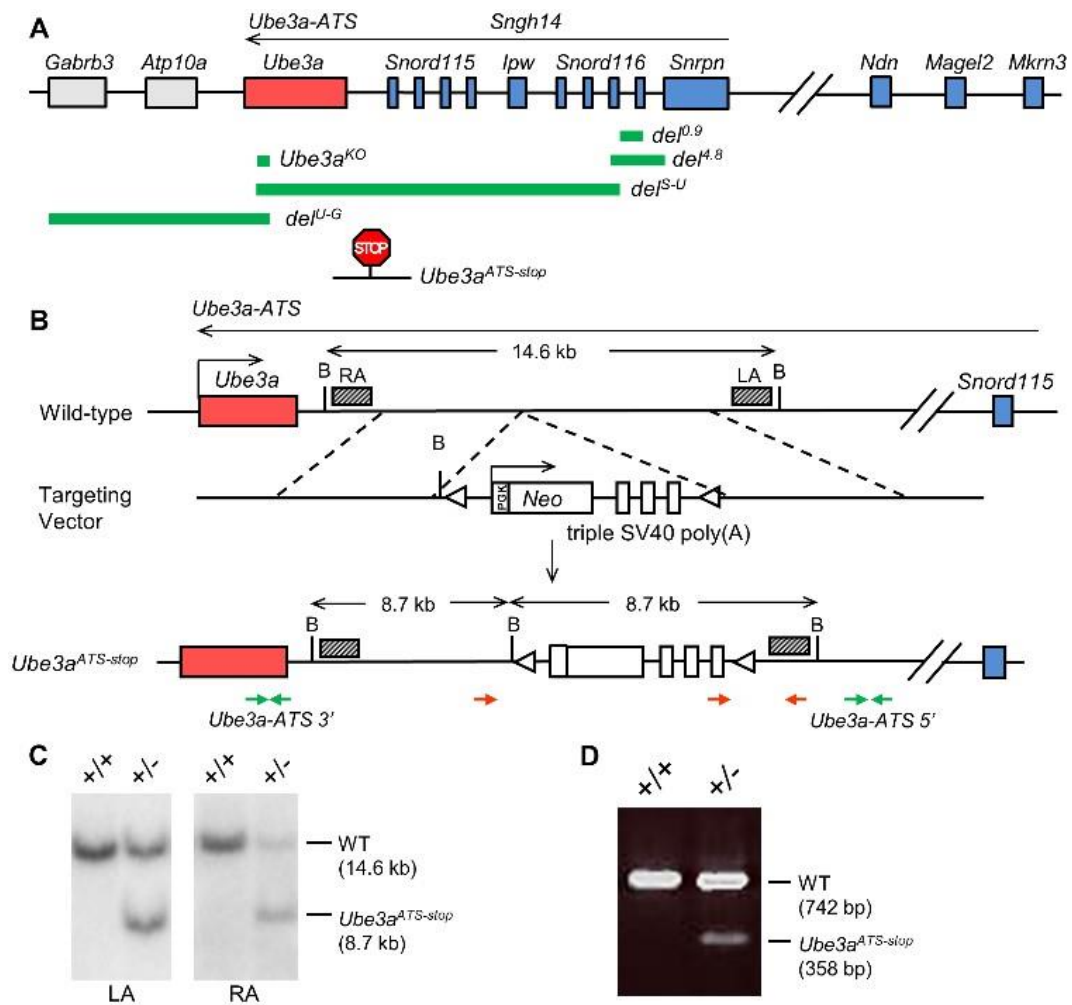 A
Ube3a-ATS Sngh14
Gabrb3 Atp10a Ube3a Snord115 Ipw Snord116 Snrpn Ndn Magel2 Mkrn3
del0.9
Ube3aKO del4.8
delS-U
delU-G
STOP
Ube3aATS-stop
B
Ube3a-ATS
14.6 kb
Ube3a B RA LA B Snord115
Wild-type
B
Targeting
Vector
PGK Neo
triple SV40 poly(A)
8.7 kb 8.7 kb
B B B
Ube3aATS-stop
Ube3a-ATS 3' Ube3a-ATS 5'
C
+/+ +/- +/+ +/-
WT
(14.6 kb)
Ube3aATS-stop
(8.7 kb)
LA RA
D
+/+ +/-
WT
(742 bp)
Ube3aATS-stop
(358 bp)